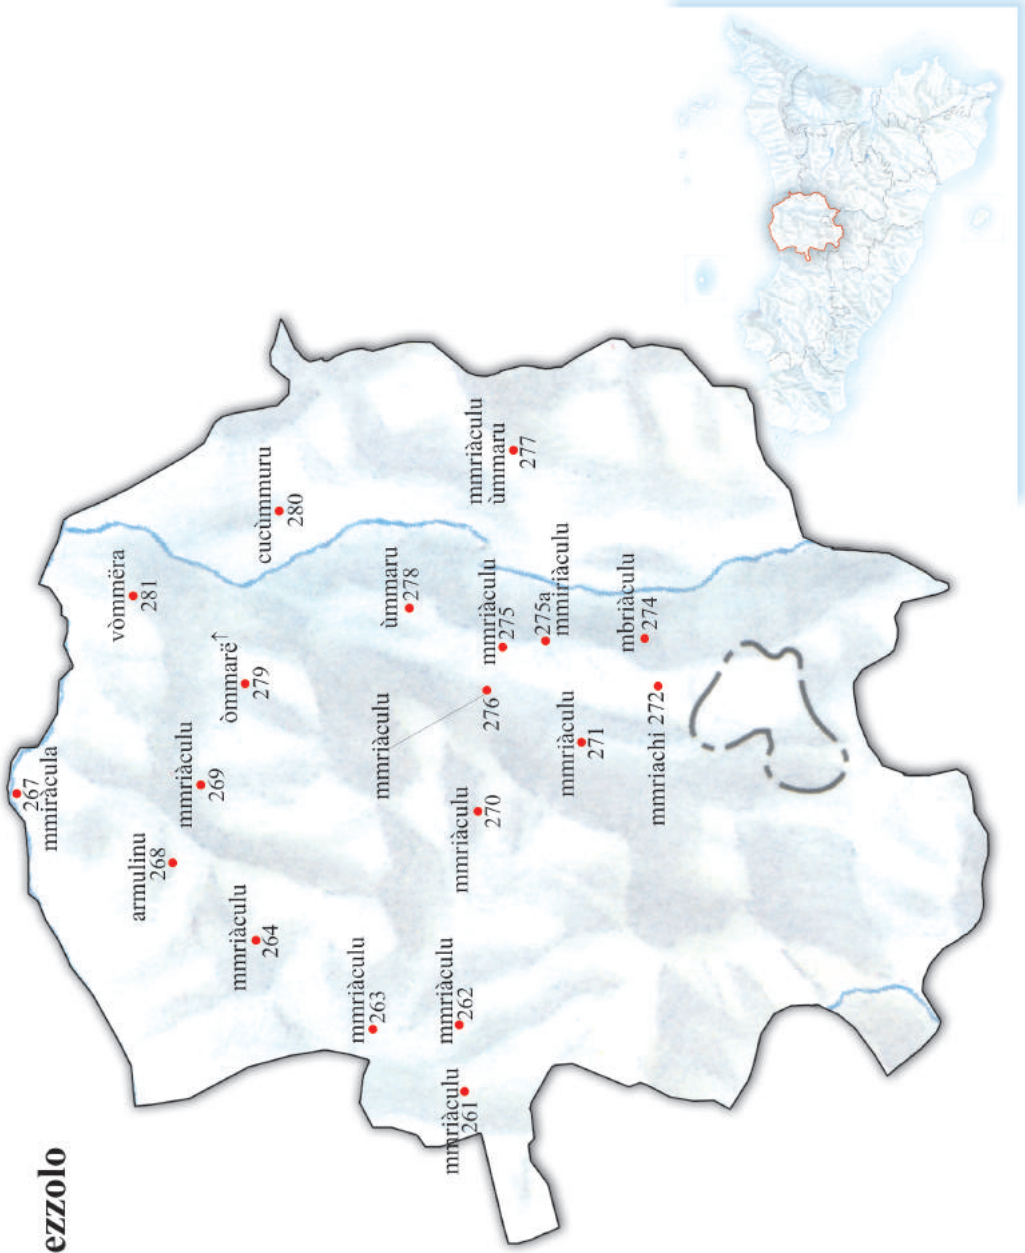 ezzolo
267
mmiràcula
vòmmëra
281
armulinu
268
mmriàculu
269
òmmarë↑
279
mmriàculu
264
cucùmmuru
280
mmriàculu
263
mmriàculu
276
ùmmaru
278
mmriàculu
262
mmriàculu
261
mmriàculu
270
mmriàculu
ùmmaru
277
mmriàculu
275
275a
mmiriàculu
mmriàculu
271
mbriàculu
274
mmriachi 272